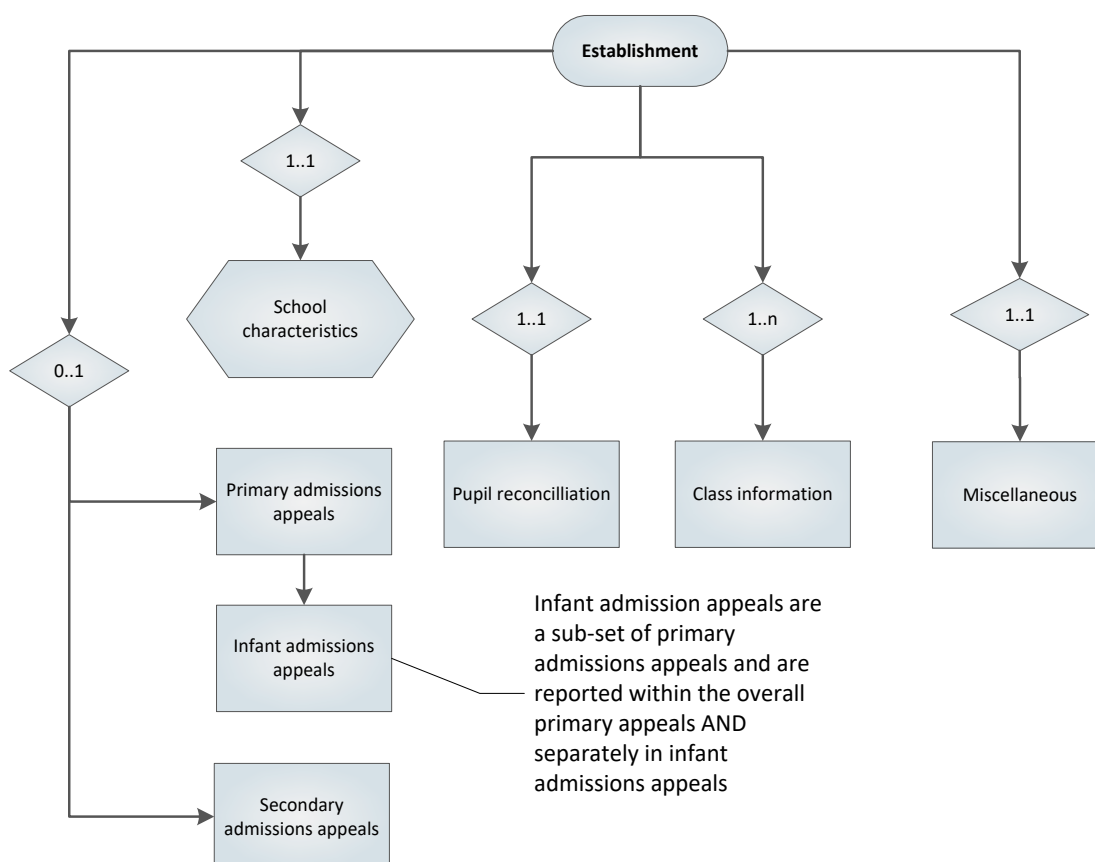 Establishment
1..1
School
characteristics
1..1
1..n
1..1
0..1
Primary admissions
appeals
Pupil reconcilliation
Class information
Miscellaneous
Infant admissions
appeals
Infant admission appeals are
a sub-set of primary
admissions appeals and are
reported within the overall
primary appeals AND
separately in infant
admissions appeals
Secondary
admissions appeals